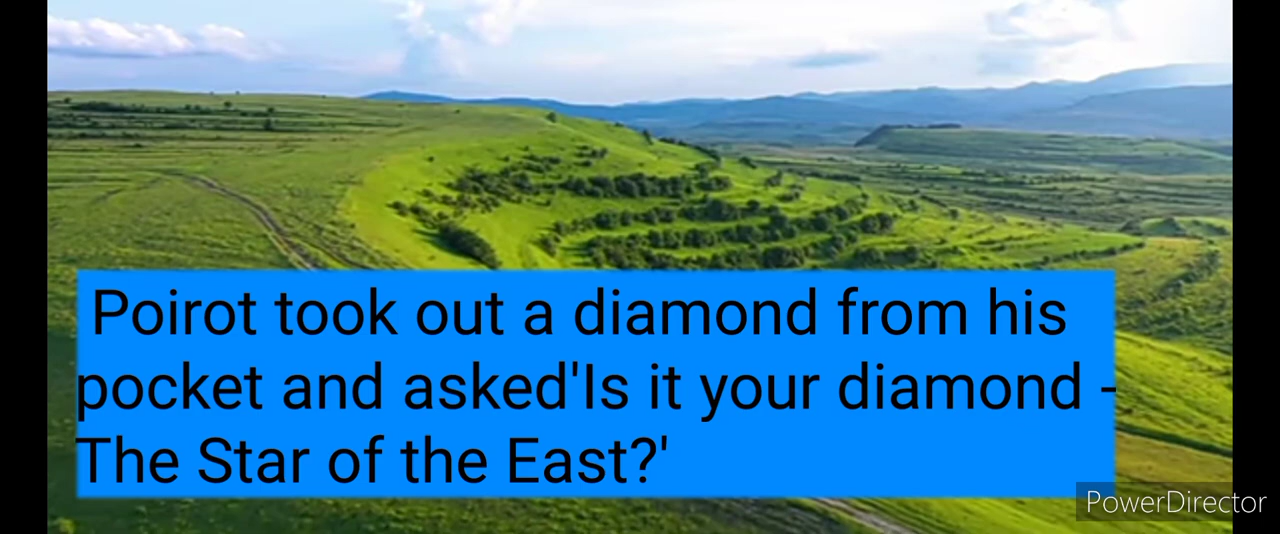 Poirot took out a diamond from his
pocket and asked'Is it your diamond -
The Star of the East?'
PowerDirector